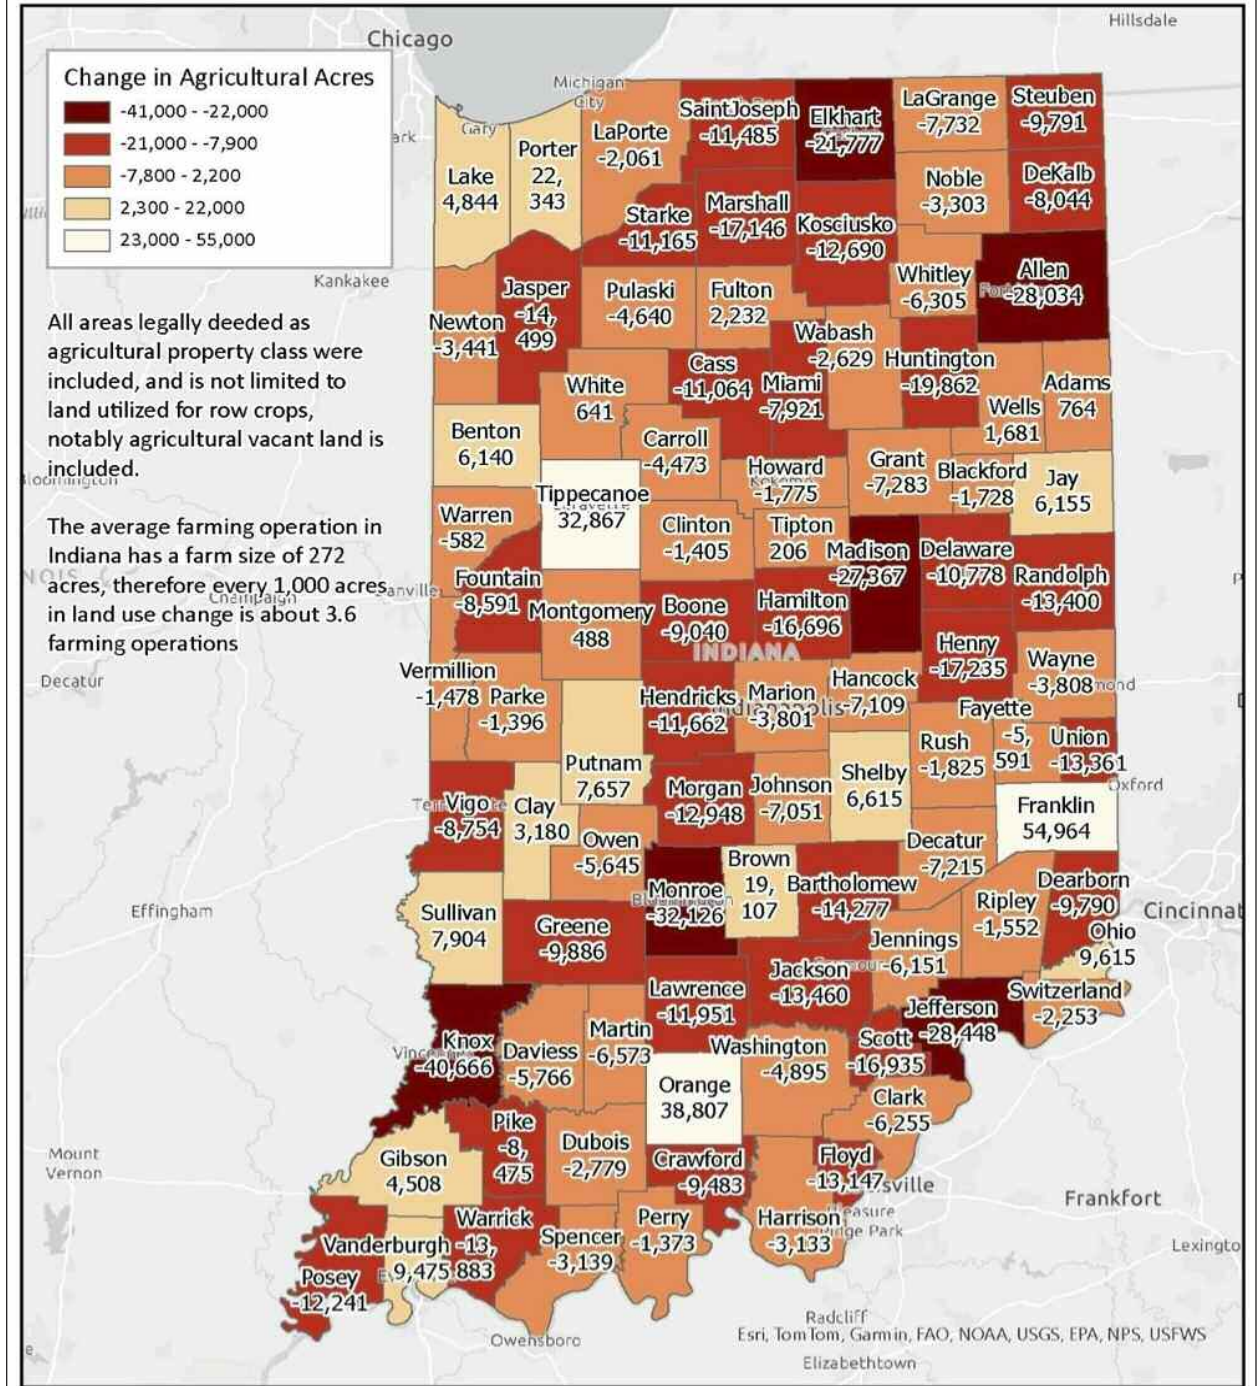 Hillsdale
Chicago
Change in Agricultural Acres
-41,000 - -22,000
-21,000 - -7,900
-7,800 - 2,200
2,300 - 22,000
23,000 - 55,000
Michigan
City
Gary
ark
Kankakee
All areas legally deeded as
agricultural property class were
included, and is not limited to
land utilized for row crops,
notably agricultural vacant land is
included.
The average farming operation in
Indiana has a farm size of 272
acres, therefore every 1,000 acres
in land use change is about 3.6
farming operations
loomington
NOIS
Champaign
anville
Decatur
Effingham
Mount
Vernon
Lake
4,844
Porter
22,
343
LaPorte
-2,061
SaintJoseph
-11,485
Elkhart
-21,777
LaGrange
-7,732
Steuben
-9,791
Noble
-3,303
DeKalb
-8,044
Starke
-11,165
Marshall
-17,146
Kosciusko
-12,690
Whitley
-6,305
Allen
-28,034
Newton
-3,441
Jasper
-14,
499
Pulaski
-4,640
Fulton
2,232
Wabash
-2,629
Huntington
-19,862
Cass
-11,064
Miami
-7,921
White
641
Wells
1,681
Adams
764
Benton
6,140
Carroll
-4,473
Howard
-1,775
Grant
-7,283
Blackford
-1,728
Jay
6,155
Tippecanoe
32,867
Warren
-582
Clinton
-1,405
Tipton
206
Madison
-27,367
Delaware
-10,778
Randolph
-13,400
Fountain
-8,591
Montgomery
488
Boone
-9,040
Hamilton
-16,696
INDIANA
Henry
-17,235
Wayne
-3,808
mond
Vermillion
-1,478
Parke
-1,396
Hendricks
-11,662
Marion
-3,801
Indianapolis
Hancock
-7,109
Fayette
-5,
591
Union
-13,361
Oxford
Rush
-1,825
Putnam
7,657
Shelby
6,615
Franklin
54,964
Vigo
-8,754
Clay
3,180
Morgan
-12,948
Johnson
-7,051
Owen
-5,645
Decatur
-7,215
Monroe
-32,126
Brown
19,
107
Bartholomew
-14,277
Ripley
-1,552
Dearborn
-9,790
Cincinnat
Sullivan
7,904
Greene
-9,886
Jennings
-6,151
Ohio
9,615
Lawrence
-11,951
Jackson
-13,460
Jefferson
-28,448
Switzerland
-2,253
Knox
-40,666
Daviess
-5,766
Martin
-6,573
Washington
-4,895
Scott
-16,935
Orange
38,807
Clark
-6,255
Pike
-8,
475
Dubois
-2,779
Gibson
4,508
Crawford
-9,483
Floyd
-13,147
sville
Frankfort
Warrick
-13,
883
Vanderburgh
9,475
Spencer
-3,139
Perry
-1,373
Harrison
-3,133
Posey
-12,241
Lexingto
Owensboro
Radcliff
Esri, TomTom, Garmin, FAO, NOAA, USGS, EPA, NPS, USFWS
Elizabethtown